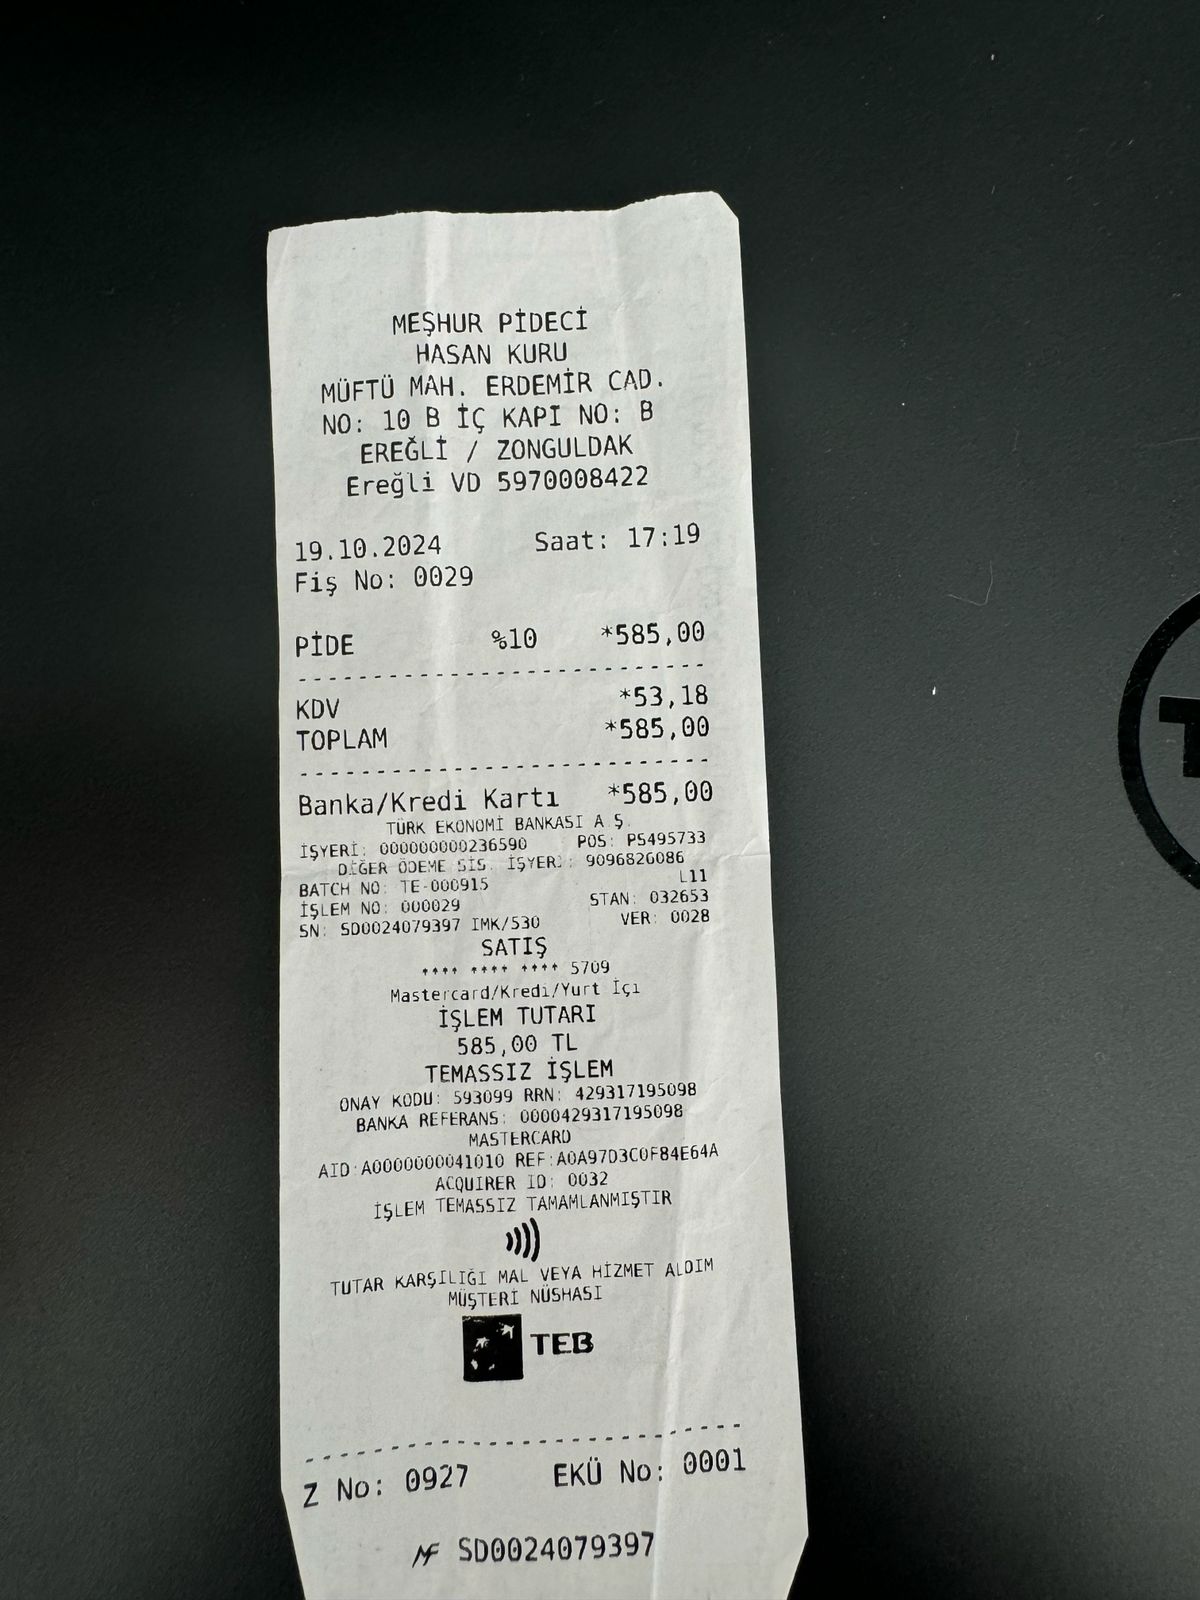 MEŞHUR PİDECİ
HASAN KURU
MÜFTÜ MAH. ERDEMİR CAD.
NO: 10 B İÇ KAPI NO: B
EREĞLİ / ZONGULDAK
Ereğli VD 5970008422
19.10.2024 Saat: 17:19
Fiş No: 0029
PİDE %10 *585,00
KDV *53,18
TOPLAM *585,00
Banka/Kredi Kartı *585,00
TÜRK EKONOMİ BANKASI A.Ş.
İŞYERİ: 000000000236590 POS: PS495733
DİĞER ÖDEME SİS. İŞYER.: 9096826086
BATCH NO: TE-000915 L11
İŞLEM NO: 000029 STAN: 032653
SN: SD0024079397 IMK/530 VER: 0028
SATIŞ
**** **** **** 5709
Mastercard/Kredi/Yurt İçi
İŞLEM TUTARI
585,00 TL
TEMASSIZ İŞLEM
ONAY KODU: 593099 RRN: 429317195098
BANKA REFERANS: 0000429317195098
MASTERCARD
AID:A0000000041010 REF:A0A97D3C0F84E64A
ACQUIRER ID: 0032
İŞLEM TEMASSIZ TAMAMLANMIŞTIR
TUTAR KARŞILIĞI MAL VEYA HİZMET ALDIM
MÜŞTERİ NÜSHASI
TEB
Z No: 0927 EKÜ No: 0001
MF SD0024079397